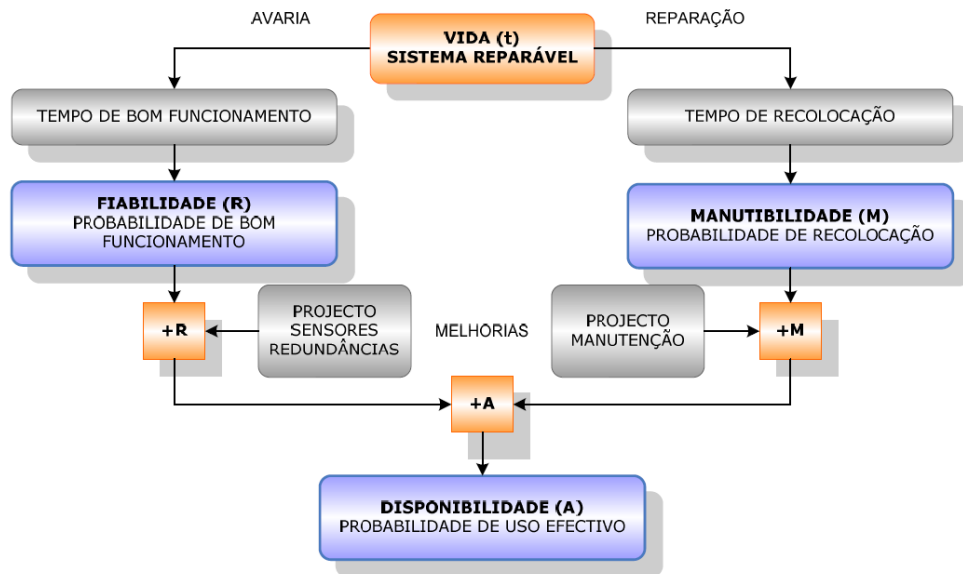 AVARIA
VIDA (t)
SISTEMA REPARÁVEL
REPARAÇÃO
TEMPO DE BOM FUNCIONAMENTO
TEMPO DE RECOLOCAÇÃO
FIABILIDADE (R)
PROBABILIDADE DE BOM
FUNCIONAMENTO
MANUTIBILIDADE (M)
PROBABILIDADE DE RECOLOCAÇÃO
+R
PROJECTO
SENSORES
REDUNDÂNCIAS
MELHORIAS
PROJECTO
MANUTENÇÃO
+M
+A
DISPONIBILIDADE (A)
PROBABILIDADE DE USO EFECTIVO